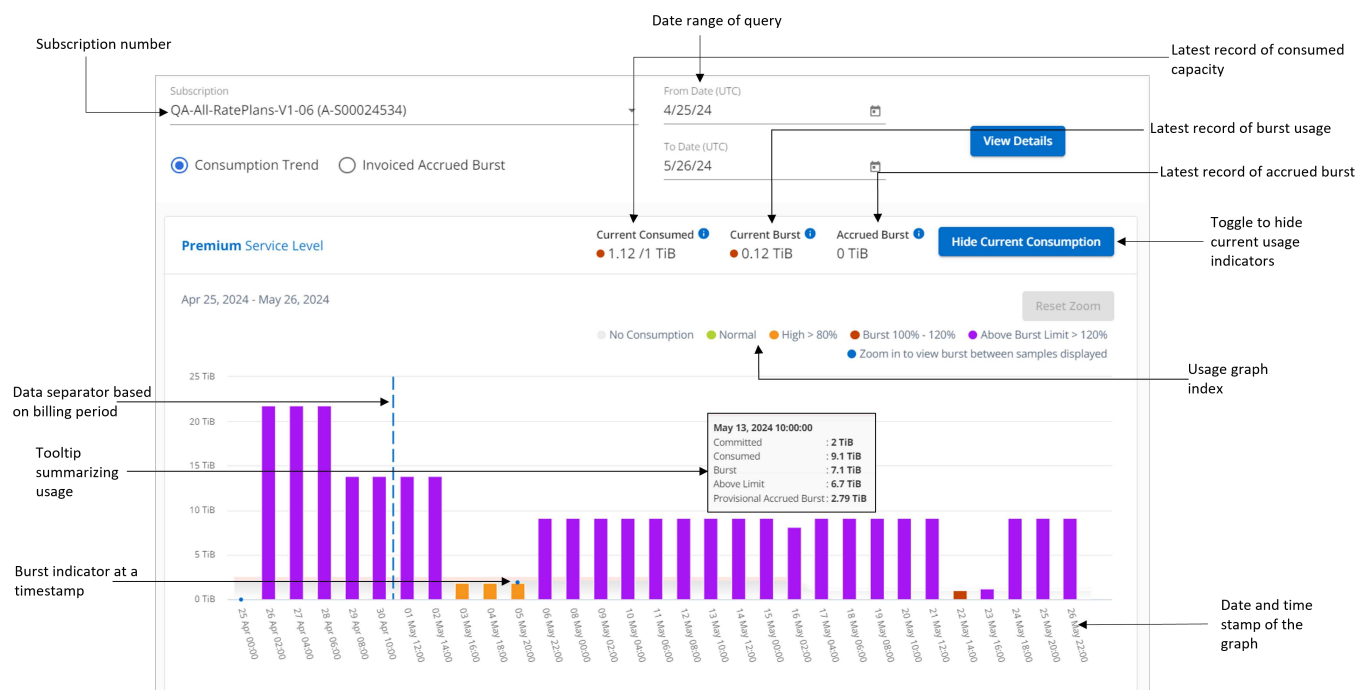 Date range of query
Subscription number
Latest record of consumed
capacity
Subscription
QA-All-RatePlans-V1-06 (A-S00024534)
From Date (UTC)
4/25/24
Latest record of burst usage
View Details
To Date (UTC)
5/26/24
Consumption Trend
Invoiced Accrued Burst
Latest record of accrued burst
Toggle to hide
current usage
indicators
Premium Service Level
Current Consumed
1.12 /1 TiB
Current Burst
0.12 TiB
Accrued Burst
0 TiB
Hide Current Consumption
Apr 25, 2024 - May 26, 2024
Reset Zoom
No Consumption
Normal
High > 80%
Burst 100% - 120%
Above Burst Limit > 120%
Zoom in to view burst between samples displayed
Usage graph
index
Data separator based
on billing period
Tooltip
summarizing
usage
Burst indicator at a
timestamp
25 TiB
20 TiB
15 TiB
10 TiB
5 TiB
0 TiB
May 13, 2024 10:00:00
Committed : 2 TiB
Consumed : 9.1 TiB
Burst : 7.1 TiB
Above Limit : 6.7 TiB
Provisional Accrued Burst : 2.79 TiB
25 Apr 00:00
26 Apr 02:00
27 Apr 04:00
28 Apr 06:00
29 Apr 08:00
30 Apr 10:00
01 May 12:00
02 May 14:00
03 May 16:00
04 May 18:00
05 May 20:00
06 May 22:00
08 May 00:00
09 May 02:00
10 May 04:00
11 May 06:00
12 May 08:00
13 May 10:00
14 May 12:00
15 May 00:00
16 May 02:00
17 May 04:00
18 May 06:00
19 May 08:00
20 May 10:00
21 May 12:00
22 May 14:00
23 May 16:00
24 May 18:00
25 May 20:00
26 May 22:00
Date and time
stamp of the
graph